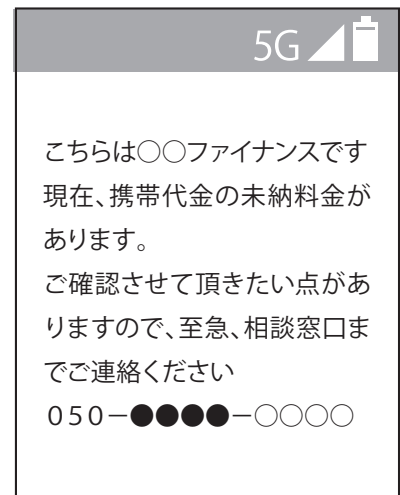 5G
こちらは○○ファイナンスです
現在、携帯代金の未納料金が
あります。
ご確認させて頂きたい点があ
りますので、至急、相談窓口ま
でご連絡ください
050−●●●●−○○○○